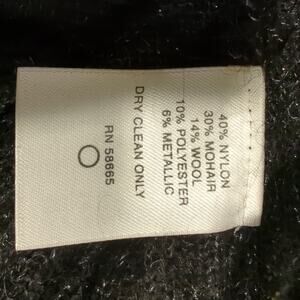 40% NYLON
30% MOHAIR
14% WOOL
10% POLYESTER
6% METALLIC
DRY CLEAN ONLY
RN 58665